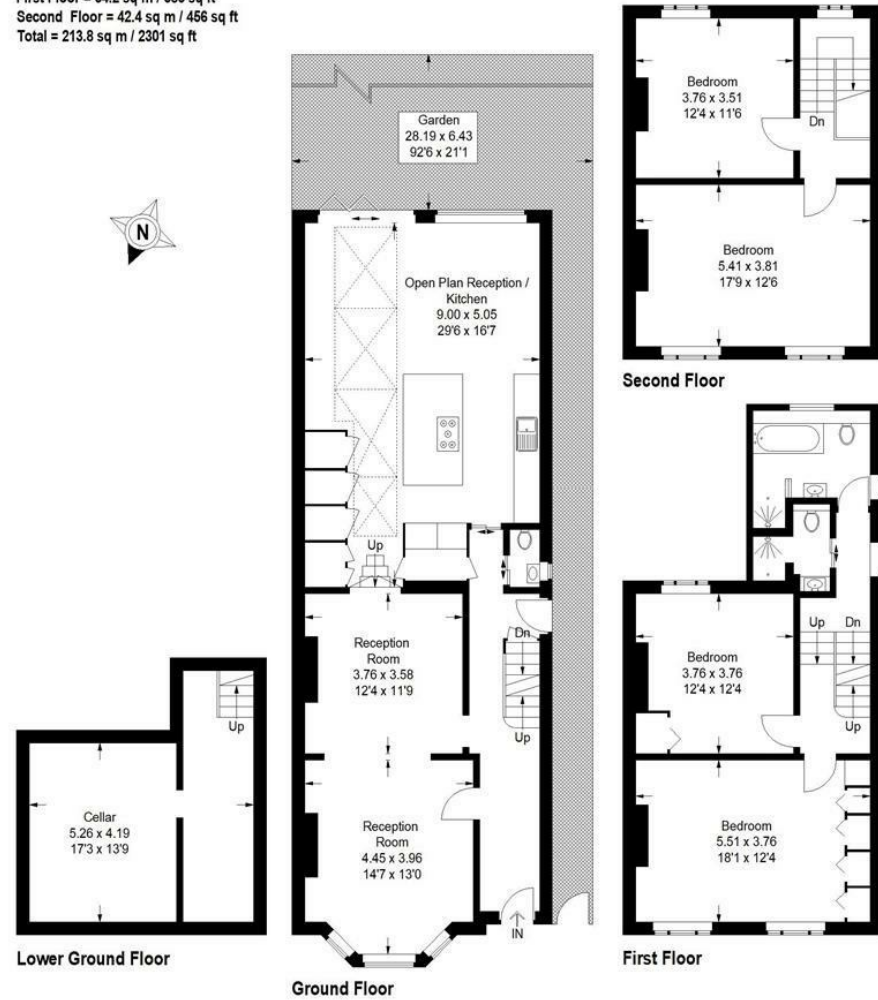 Second Floor = 42.4 sq m / 456 sq ft
Total = 213.8 sq m / 2301 sq ft
Garden
28.19 x 6.43
92'6 x 21'1
N
Open Plan Reception /
Kitchen
9.00 x 5.05
29'6 x 16'7
Up
Reception
Room
3.76 x 3.58
12'4 x 11'9
Dn
Up
Reception
Room
4.45 x 3.96
14'7 x 13'0
IN
Ground Floor
Up
Cellar
5.26 x 4.19
17'3 x 13'9
Lower Ground Floor
Bedroom
3.76 x 3.51
12'4 x 11'6
Dn
Bedroom
5.41 x 3.81
17'9 x 12'6
Second Floor
Up Dn
Bedroom
3.76 x 3.76
12'4 x 12'4
Up
Bedroom
5.51 x 3.76
18'1 x 12'4
First Floor